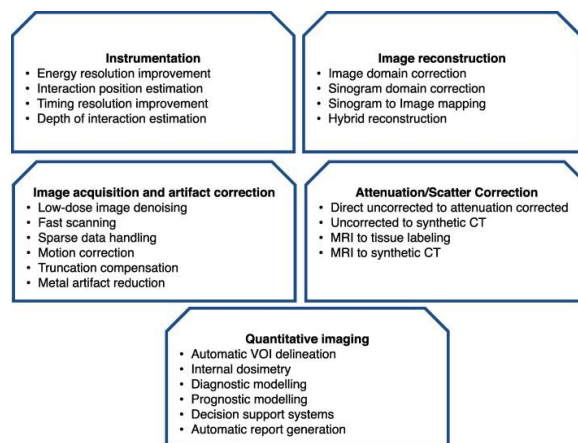 Instrumentation
• Energy resolution improvement
• Interaction position estimation
• Timing resolution improvement
• Depth of interaction estimation
Image reconstruction
• Image domain correction
• Sinogram domain correction
• Sinogram to Image mapping
• Hybrid reconstruction
Image acquisition and artifact correction
• Low-dose image denoising
• Fast scanning
• Sparse data handling
• Motion correction
• Truncation compensation
• Metal artifact reduction
Attenuation/Scatter Correction
• Direct uncorrected to attenuation corrected
• Uncorrected to synthetic CT
• MRI to tissue labeling
• MRI to synthetic CT
Quantitative imaging
• Automatic VOI delineation
• Internal dosimetry
• Diagnostic modelling
• Prognostic modelling
• Decision support systems
• Automatic report generation